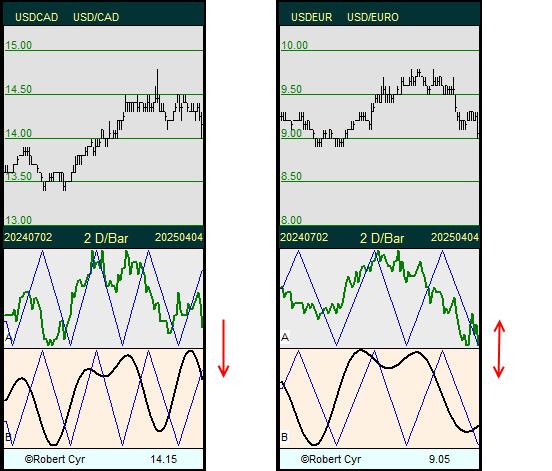 USDCAD USD/CAD
15.00
14.50
14.00
13.50
13.00
20240702 2 D/Bar 20250404
A
B
©Robert Cyr 14.15
USDEUR USD/EURO
10.00
9.50
9.00
8.50
8.00
20240702 2 D/Bar 20250404
A
B
©Robert Cyr 9.05